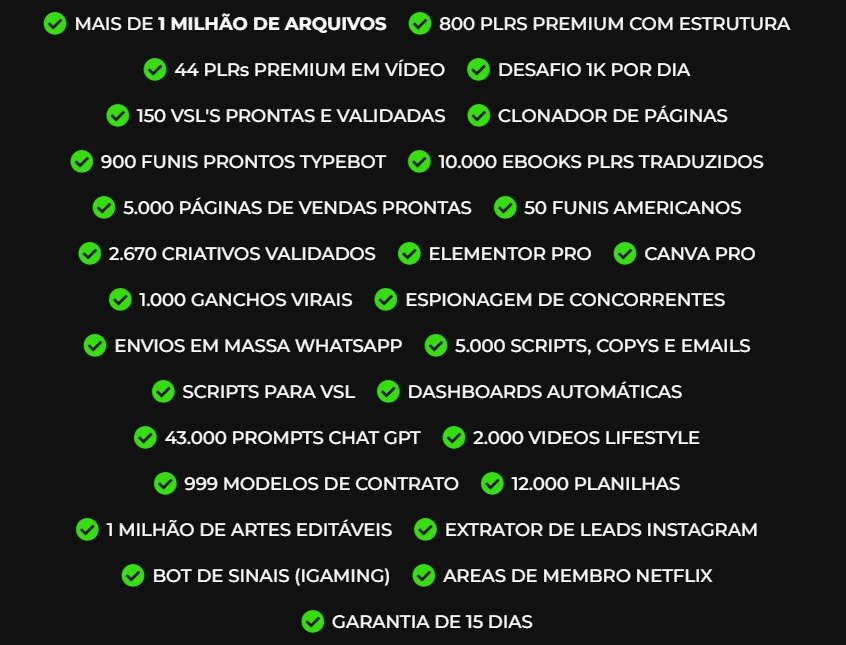 MAIS DE 1 MILHÃO DE ARQUIVOS 800 PLRS PREMIUM COM ESTRUTURA
44 PLRs PREMIUM EM VÍDEO DESAFIO 1K POR DIA
150 VSL'S PRONTAS E VALIDADAS CLONADOR DE PÁGINAS
900 FUNIS PRONTOS TYPEBOT 10.000 EBOOKS PLRS TRADUZIDOS
5.000 PÁGINAS DE VENDAS PRONTAS 50 FUNIS AMERICANOS
2.670 CRIATIVOS VALIDADOS ELEMENTOR PRO CANVA PRO
1.000 GANCHOS VIRAIS ESPIONAGEM DE CONCORRENTES
ENVIOS EM MASSA WHATSAPP 5.000 SCRIPTS, COPYS E EMAILS
SCRIPTS PARA VSL DASHBOARDS AUTOMÁTICAS
43.000 PROMPTS CHAT GPT 2.000 VIDEOS LIFESTYLE
999 MODELOS DE CONTRATO 12.000 PLANILHAS
1 MILHÃO DE ARTES EDITÁVEIS EXTRATOR DE LEADS INSTAGRAM
BOT DE SINAIS (IGAMING) AREAS DE MEMBRO NETFLIX
GARANTIA DE 15 DIAS